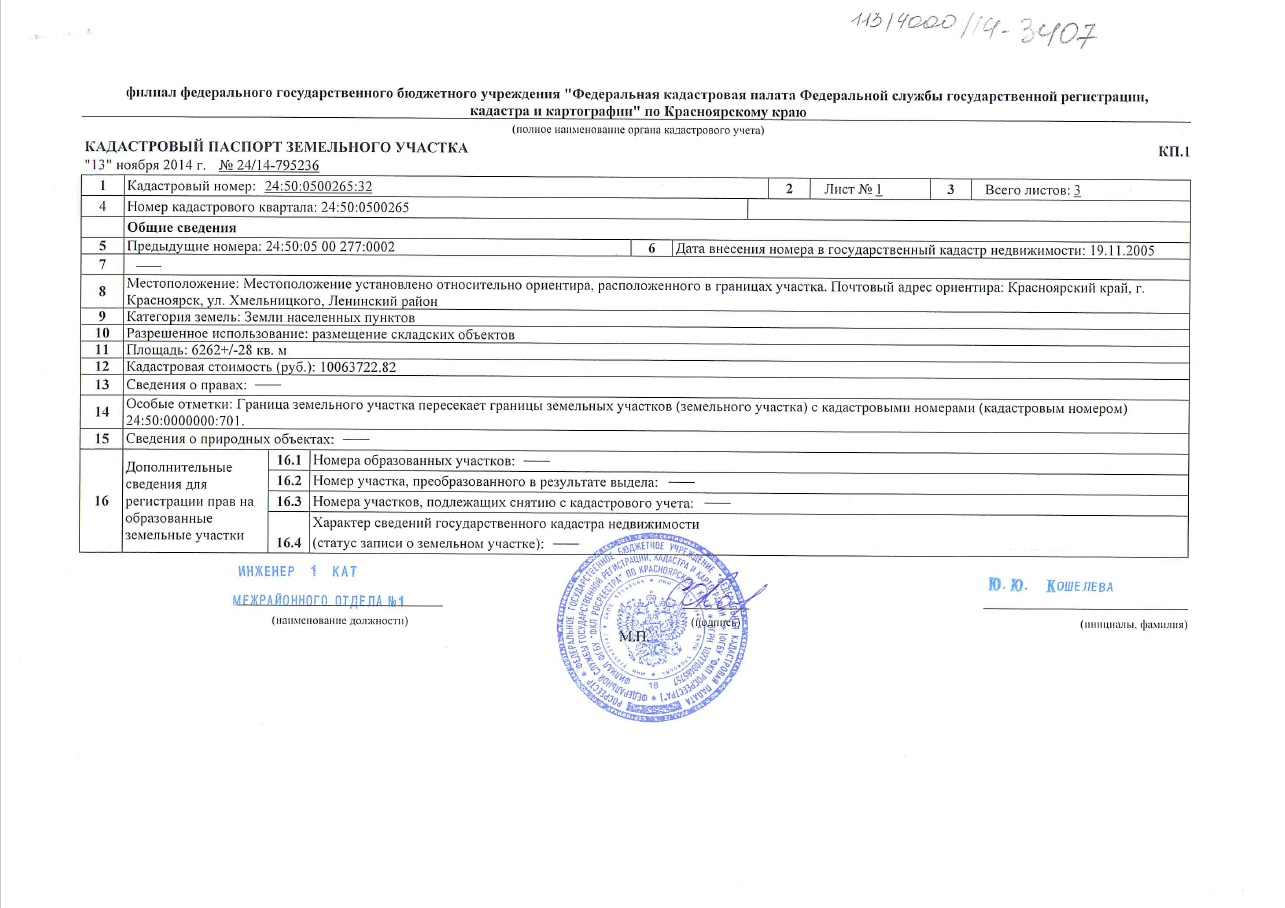 113/4000/14-3407
филиал федерального государственного бюджетного учреждения "Федеральная кадастровая палата Федеральной службы государственной регистрации,
кадастра и картографии" по Красноярскому краю
(полное наименование органа кадастрового учета)
КАДАСТРОВЫЙ ПАСПОРТ ЗЕМЕЛЬНОГО УЧАСТКА
КП.1
"13" ноября 2014 г. № 24/14-795236
1 Кадастровый номер: 24:50:0500265:32 2 Лист № 1 3 Всего листов: 3
4 Номер кадастрового квартала: 24:50:0500265
Общие сведения
5 Предыдущие номера: 24:50:05 00 277:0002 6 Дата внесения номера в государственный кадастр недвижимости: 19.11.2005
7 ——
8 Местоположение: Местоположение установлено относительно ориентира, расположенного в границах участка. Почтовый адрес ориентира: Красноярский край, г.
Красноярск, ул. Хмельницкого, Ленинский район
9 Категория земель: Земли населенных пунктов
10 Разрешенное использование: размещение складских объектов
11 Площадь: 6262+/-28 кв. м
12 Кадастровая стоимость (руб.): 10063722.82
13 Сведения о правах: ——
14 Особые отметки: Граница земельного участка пересекает границы земельных участков (земельного участка) с кадастровыми номерами (кадастровым номером)
24:50:0000000:701.
15 Сведения о природных объектах: ——
16 Дополнительные
сведения для
регистрации прав на
образованные
земельные участки
16.1 Номера образованных участков: ——
16.2 Номер участка, преобразованного в результате выдела: ——
16.3 Номера участков, подлежащих снятию с кадастрового учета: ——
16.4 Характер сведений государственного кадастра недвижимости
(статус записи о земельном участке): ——
ИНЖЕНЕР 1 КАТ
МЕЖРАЙОННОГО ОТДЕЛА №1
(наименование должности)
М.П.
(подпись)
Ю.Ю. КОШЕЛЕВА
(инициалы, фамилия)
18